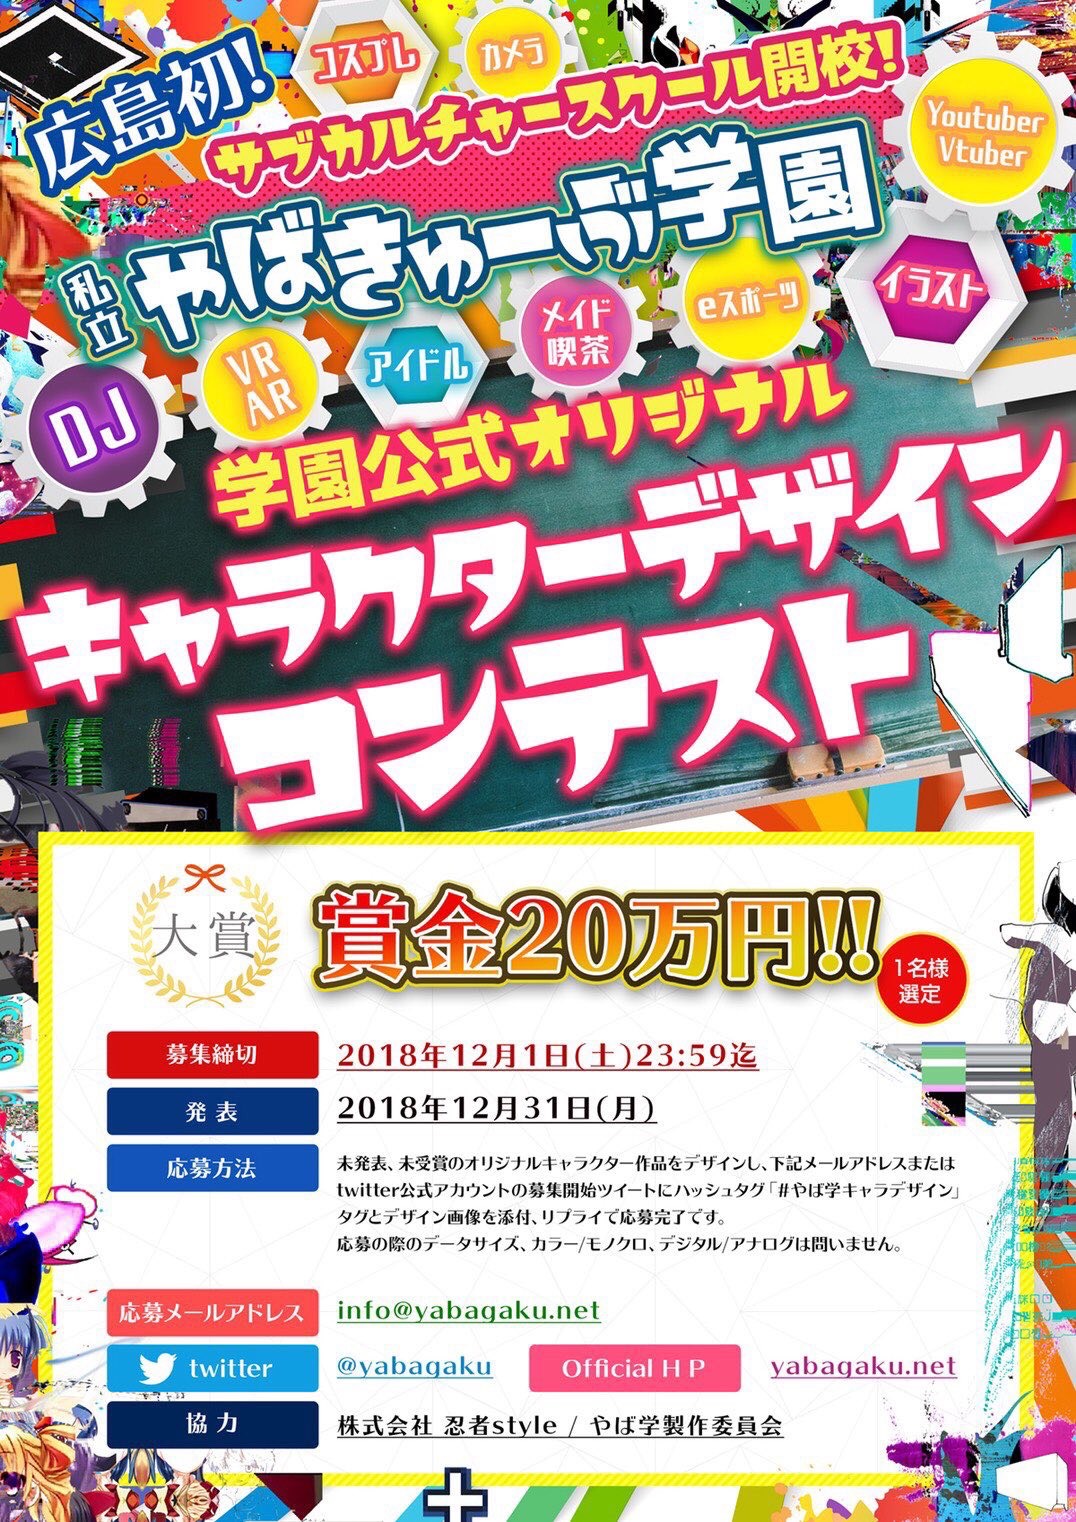 広島初!
コスプレ
カメラ
サブカルチャースクール開校!
Youtuber
Vtuber
私立 やばきゅーぶ学園
イラスト
eスポーツ
メイド
喫茶
アイドル
VR
AR
DJ
学園公式オリジナル
キャラクターデザイン
コンテスト
大賞
賞金20万円!!
1名様
選定
募集締切 2018年12月1日(土)23:59迄
発表 2018年12月31日(月)
応募方法 未発表、未受賞のオリジナルキャラクター作品をデザインし、下記メールアドレスまたは
twitter公式アカウントの募集開始ツイートにハッシュタグ「#やば学キャラデザイン」
タグとデザイン画像を添付、リプライで応募完了です。
応募の際のデータサイズ、カラー/モノクロ、デジタル/アナログは問いません。
応募メールアドレス info@yabagaku.net
twitter @yabagaku Official HP yabagaku.net
協力 株式会社 忍者style / やば学製作委員会